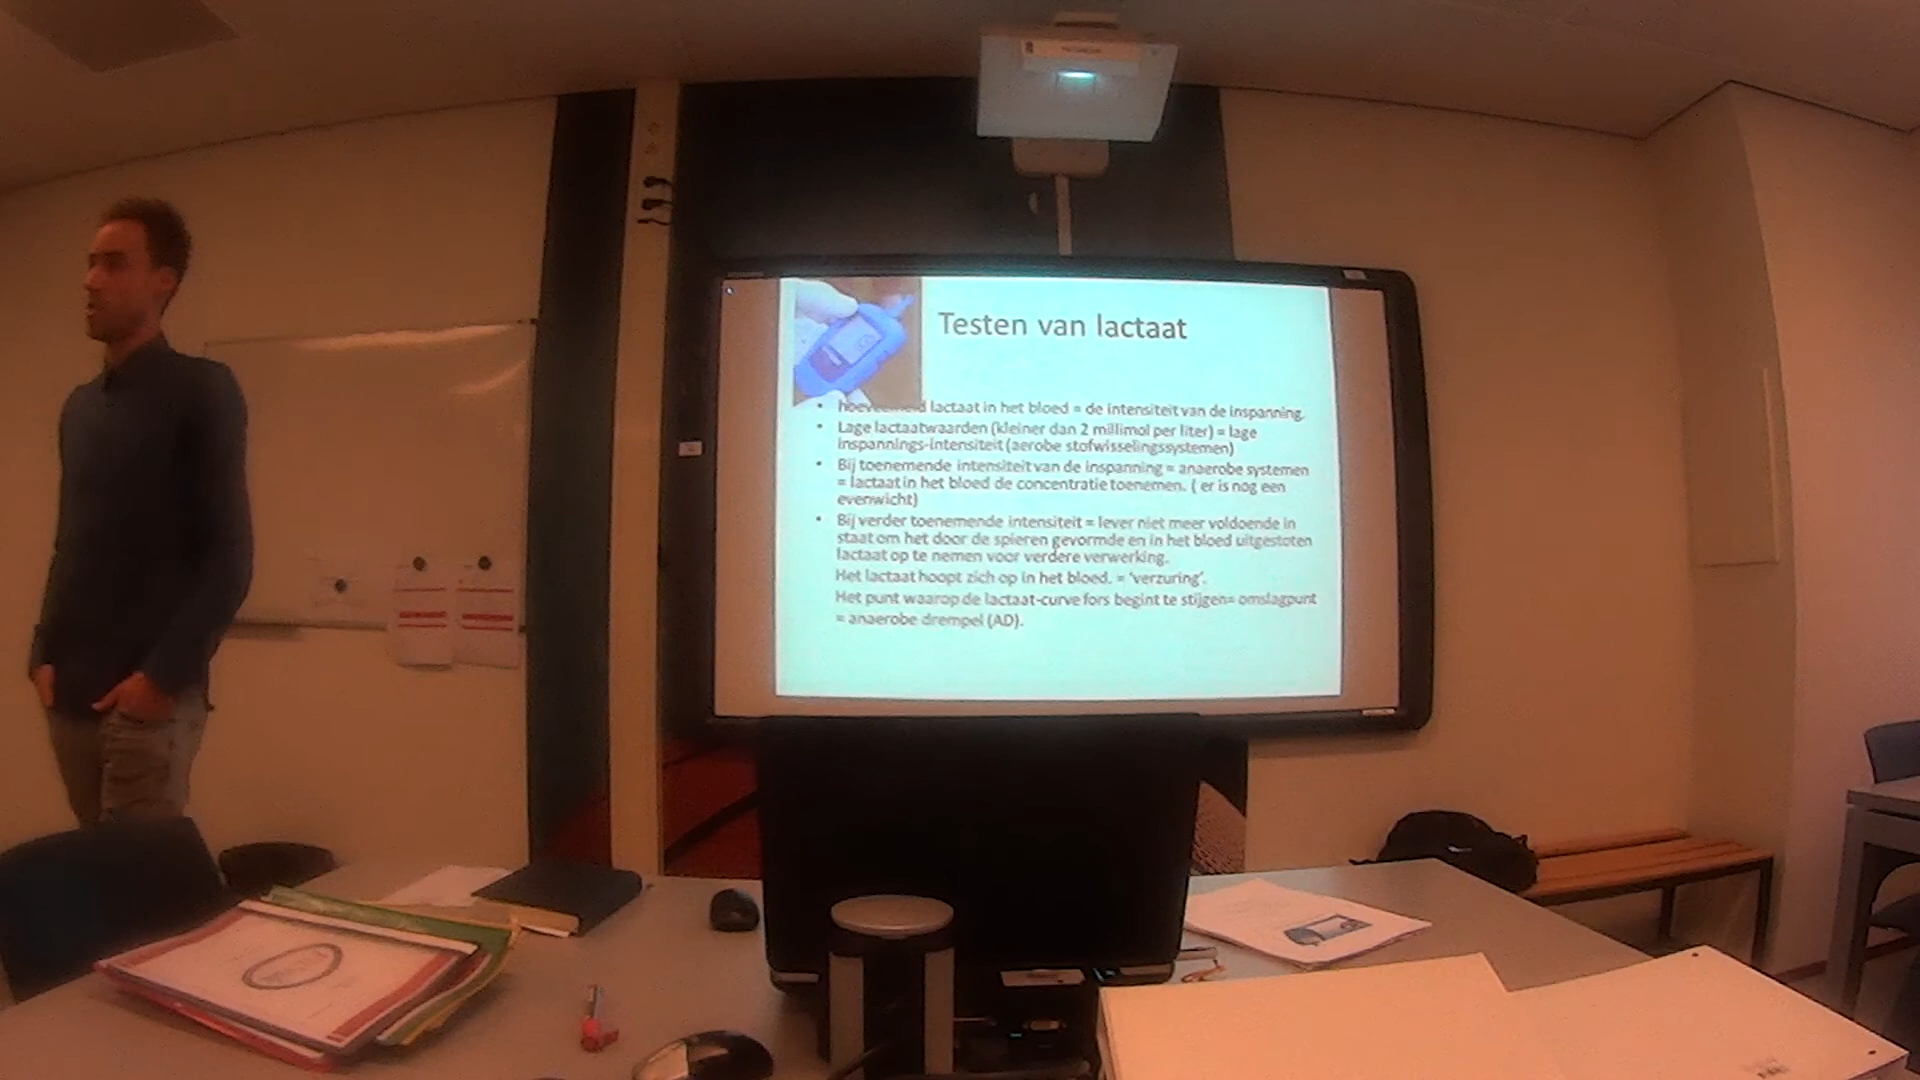 Testen van lactaat
• hoeveelheid lactaat in het bloed = de intensiteit van de inspanning.
• Lage lactaatwaarden (kleiner dan 2 millimol per liter) = lage
inspannings-intensiteit (aerobe stofwisselingssystemen)
• Bij toenemende intensiteit van de inspanning = anaerobe systemen
= lactaat in het bloed de concentratie toenemen. ( er is nog een
evenwicht)
• Bij verder toenemende intensiteit = lever niet meer voldoende in
staat om het door de spieren gevormde en in het bloed uitgestoten
lactaat op te nemen voor verdere verwerking.
Het lactaat hoopt zich op in het bloed. = 'verzuring'.
Het punt waarop de lactaat-curve fors begint te stijgen= omslagpunt
= anaerobe drempel (AD).